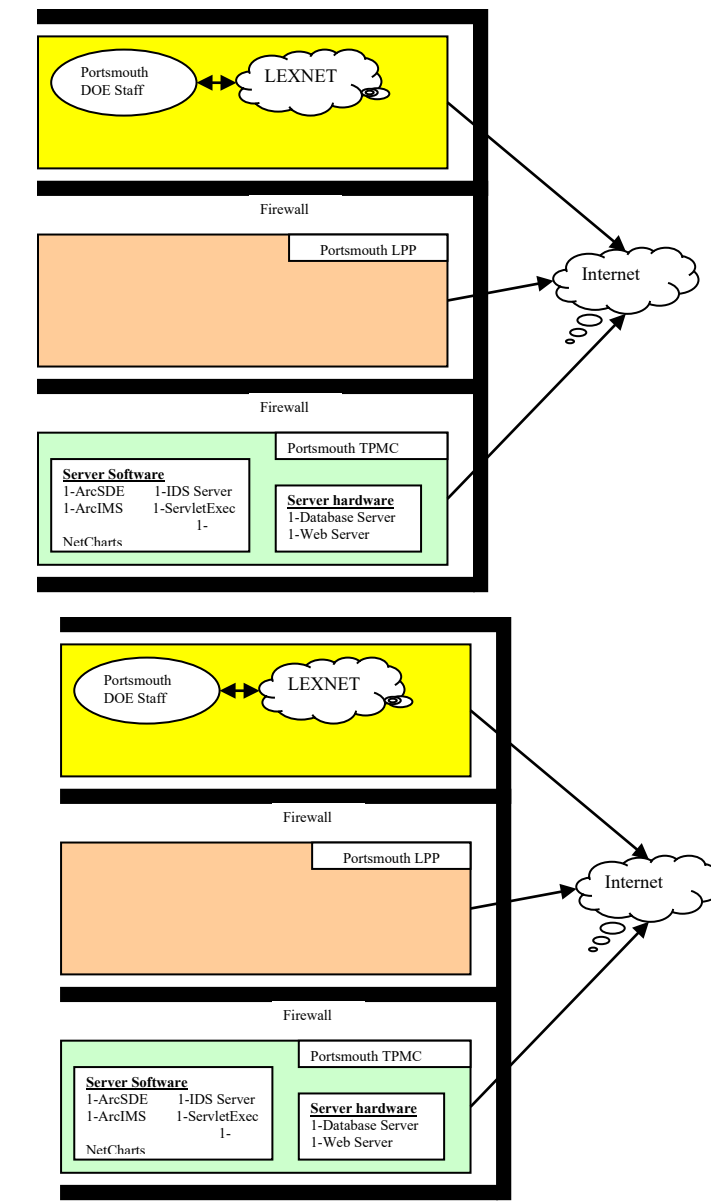 Portsmouth
DOE Staff
LEXNET
Firewall
Portsmouth LPP
Internet
Firewall
Portsmouth TPMC
Server Software
1-ArcSDE 1-IDS Server
1-ArcIMS 1-ServletExec
1-
NetCharts
Server hardware
1-Database Server
1-Web Server
Portsmouth
DOE Staff
LEXNET
Firewall
Portsmouth LPP
Internet
Firewall
Portsmouth TPMC
Server Software
1-ArcSDE 1-IDS Server
1-ArcIMS 1-ServletExec
1-
NetCharts
Server hardware
1-Database Server
1-Web Server